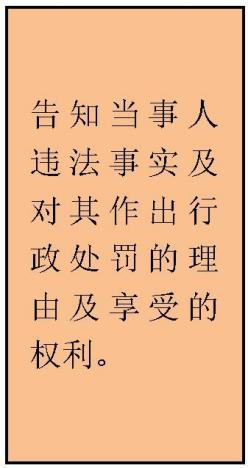 告知当事人
违法事实及
对其作出行
政处罚的理
由及享受的
权利。